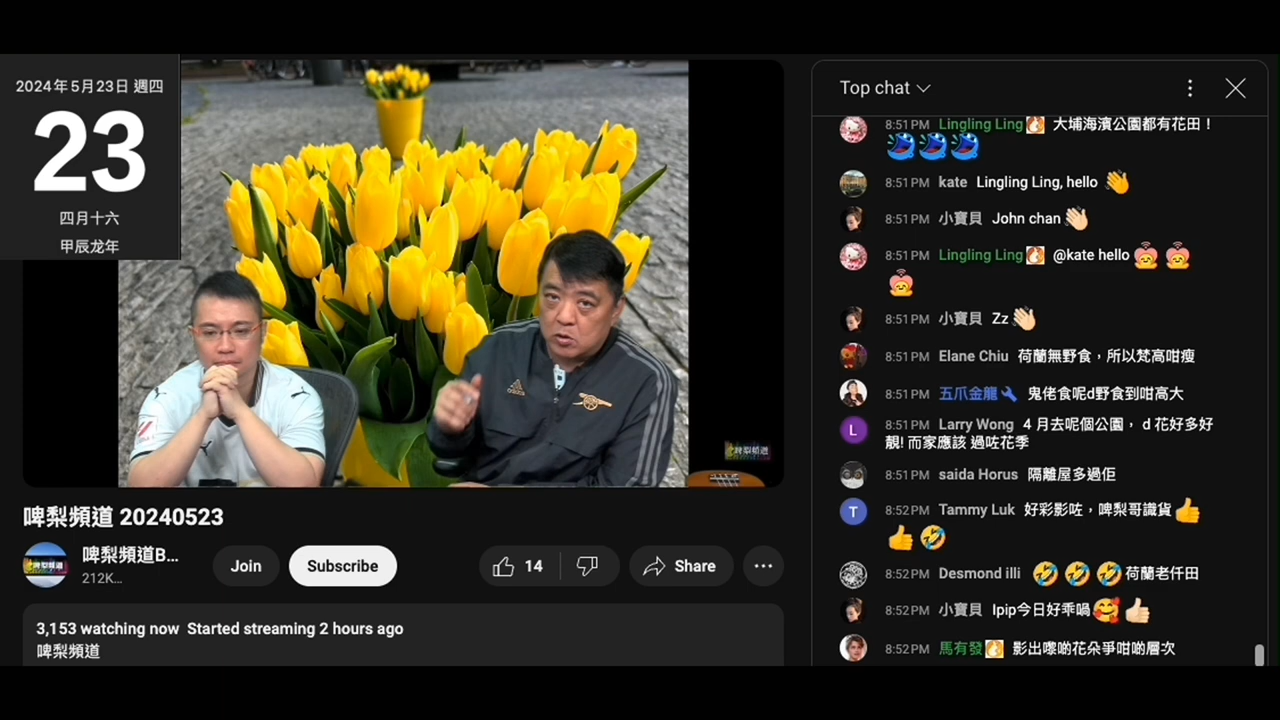 2024年5月23日 週四
23
四月十六
甲辰龙年
adidas
啤梨頻道
啤梨頻道 20240523
啤梨頻道B...
212K...
Join
Subscribe
14
Share
3,153 watching now Started streaming 2 hours ago
啤梨頻道
Top chat
8:51 PM Lingling Ling 大埔海濱公園都有花田！
8:51 PM kate Lingling Ling, hello 👋
8:51 PM 小寶貝 John chan 👋🏻
8:51 PM Lingling Ling @kate hello
8:51 PM 小寶貝 Zz 👋🏻
8:51 PM Elane Chiu 荷蘭無野食，所以梵高咁瘦
8:51 PM 五爪金龍 鬼佬食呢d野食到咁高大
L
8:51 PM Larry Wong 4 月去呢個公園， d 花好多好
靚! 而家應該 過咗花季
8:51 PM saida Horus 隔離屋多過佢
T
8:52 PM Tammy Luk 好彩影咗，啤梨哥識貨 👍
👍 🤣
8:52 PM Desmond illi 🤣 🤣 🤣 荷蘭老仟田
8:52 PM 小寶貝 Ipip今日好乖喎 🥰 👍🏻
8:52 PM 馬有發 影出嚟啲花朵爭咁啲層次